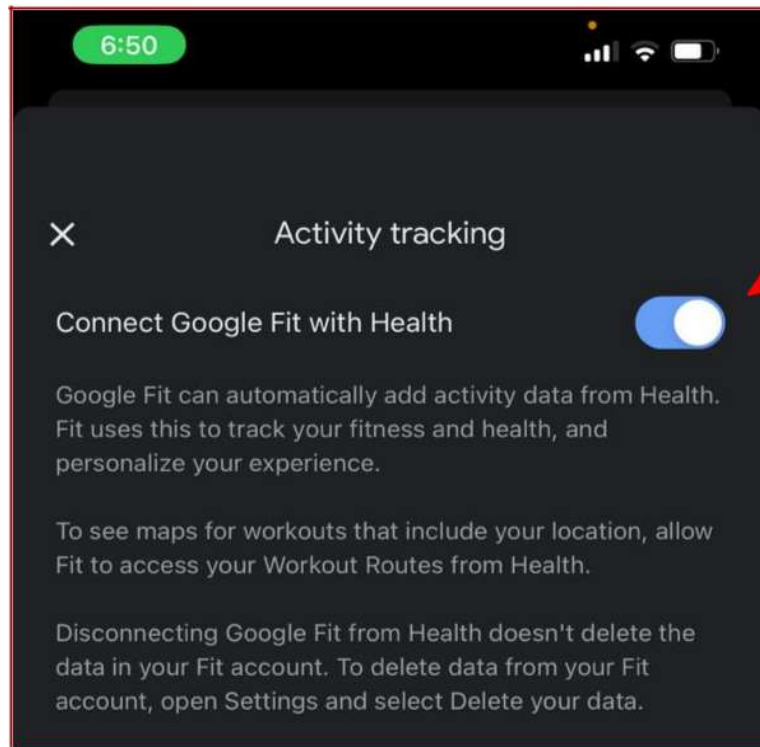 6:50
Activity tracking
Connect Google Fit with Health
Google Fit can automatically add activity data from Health.
Fit uses this to track your fitness and health, and
personalize your experience.
To see maps for workouts that include your location, allow
Fit to access your Workout Routes from Health.
Disconnecting Google Fit from Health doesn't delete the
data in your Fit account. To delete data from your Fit
account, open Settings and select Delete your data.